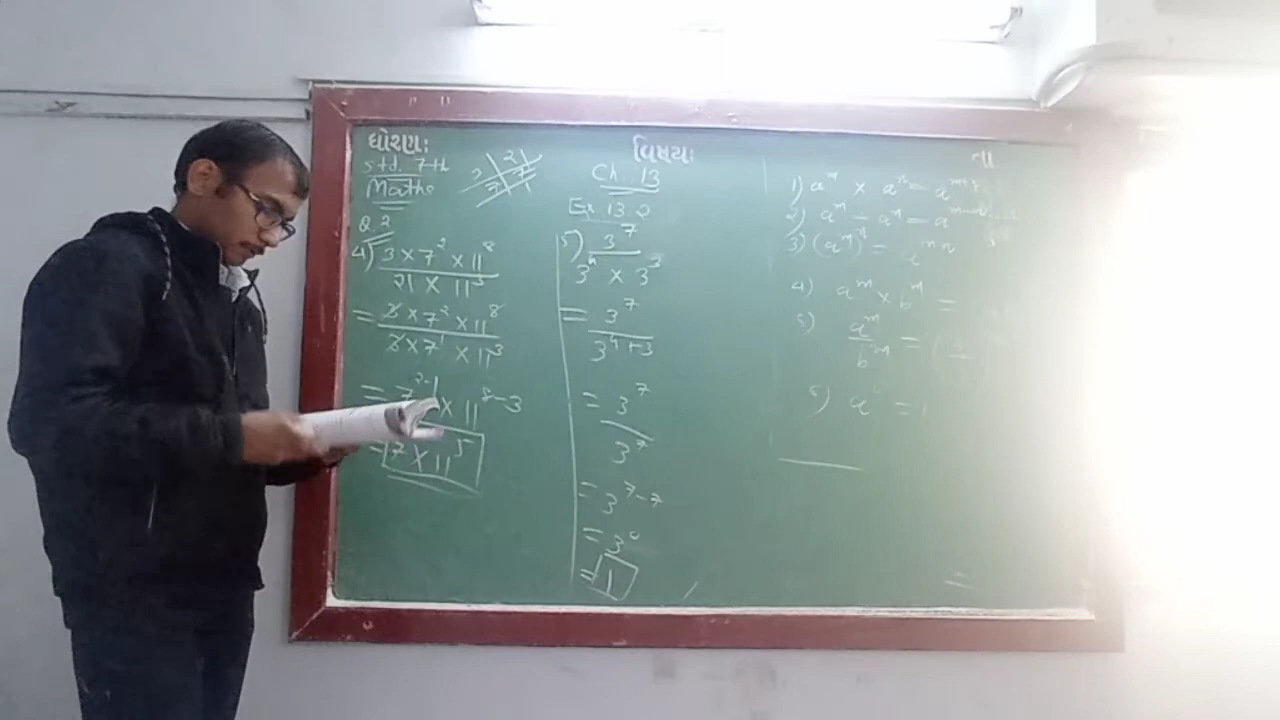 ધોરણ:
વિષય:
તા
std. 7th
Maths
Ch. 13
Ex. 13.2
Q.2
4) 3 × 7² × 11⁸
21 × 11³
= 3 × 7² × 11⁸
3 × 7¹ × 11³
= 7²⁻¹ × 11⁸⁻³
= 7 × 11⁵
5) 3⁷
3⁴ × 3³
= 3⁷
3⁴⁺³
= 3⁷
3⁷
= 3⁷⁻⁷
= 3⁰
= 1
1) aᵐ × aⁿ = aᵐ⁺ⁿ
2) aᵐ ÷ aⁿ = aᵐ⁻ⁿ
3) (aᵐ)ⁿ = aᵐⁿ
4) aᵐ × bᵐ =
5) aᵐ
bᵐ =
a⁰ = 1